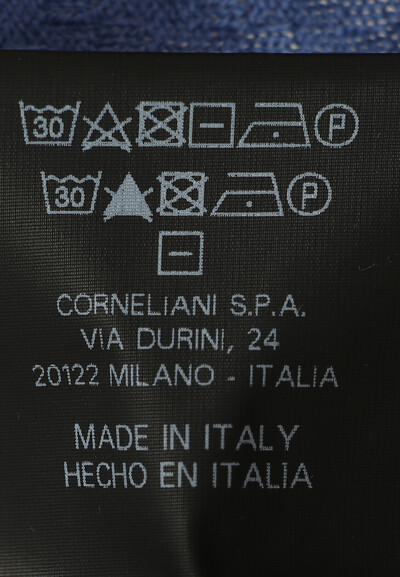 30 P
30 P
CORNELIANI S.P.A.
VIA DURINI, 24
20122 MILANO - ITALIA
MADE IN ITALY
HECHO EN ITALIA